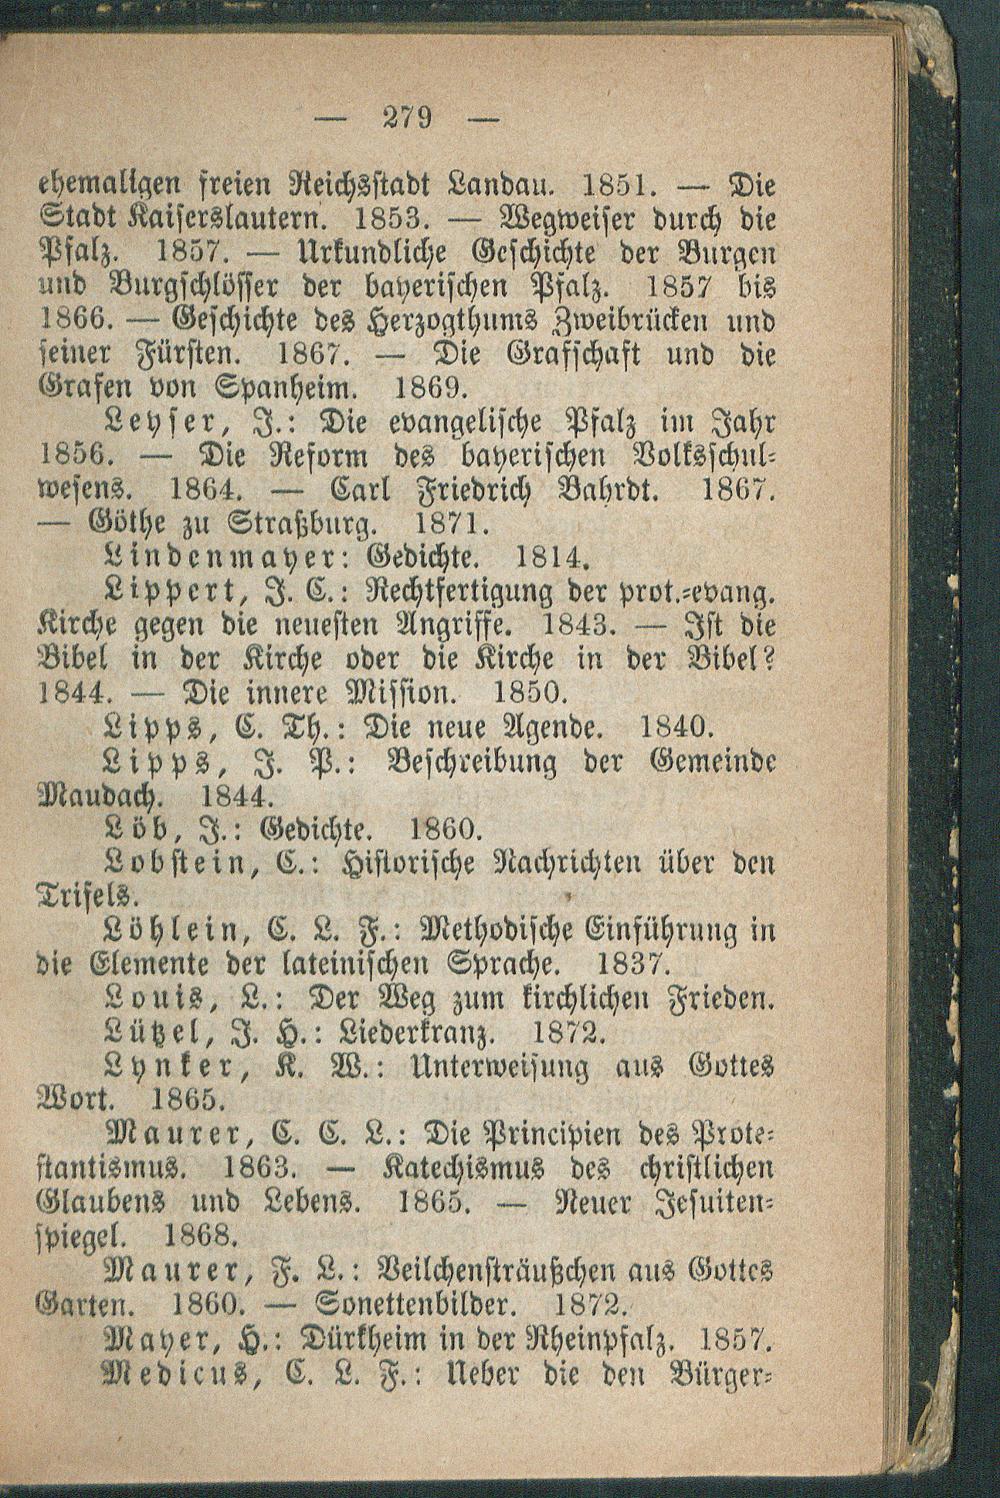 — 279 —
ehemaligen freien Reichsstadt Landau. 1851. — Die
Stadt Kaiserslautern. 1853. — Wegweiser durch die
Pfalz. 1857. — Urkundliche Geschichte der Burgen
und Burgschlösser der bayerischen Pfalz. 1857 bis
1866. — Geschichte des Herzogthums Zweibrücken und
seiner Fürsten. 1867. — Die Grafschaft und die
Grafen von Spanheim. 1869.
Leyser, J.: Die evangelische Pfalz im Jahr
1856. — Die Reform des bayerischen Volksschul-
wesens. 1864. — Carl Friedrich Bahrdt. 1867.
— Göthe zu Straßburg. 1871.
Lindenmayer: Gedichte. 1814.
Lippert, J. C.: Rechtfertigung der prot.-evang.
Kirche gegen die neuesten Angriffe. 1843. — Ist die
Bibel in der Kirche oder die Kirche in der Bibel?
1844. — Die innere Mission. 1850.
Lipps, C. Th.: Die neue Agende. 1840.
Lipps, J. P.: Beschreibung der Gemeinde
Maudach. 1844.
Löb, J.: Gedichte. 1860.
Lobstein, C.: Historische Nachrichten über den
Trifels.
Löhlein, C. L. F.: Methodische Einführung in
die Elemente der lateinischen Sprache. 1837.
Louis, L.: Der Weg zum kirchlichen Frieden.
Lützel, J. H.: Liederkranz. 1872.
Lynker, K. W.: Unterweisung aus Gottes
Wort. 1865.
Maurer, C. C. L.: Die Principien des Prote-
stantismus. 1863. — Katechismus des christlichen
Glaubens und Lebens. 1865. — Neuer Jesuiten-
spiegel. 1868.
Maurer, F. L.: Veilchensträußchen aus Gottes
Garten. 1860. — Sonettenbilder. 1872.
Mayer, H.: Dürkheim in der Rheinpfalz. 1857.
Medicus, C. L. F.: Ueber die den Bürger-